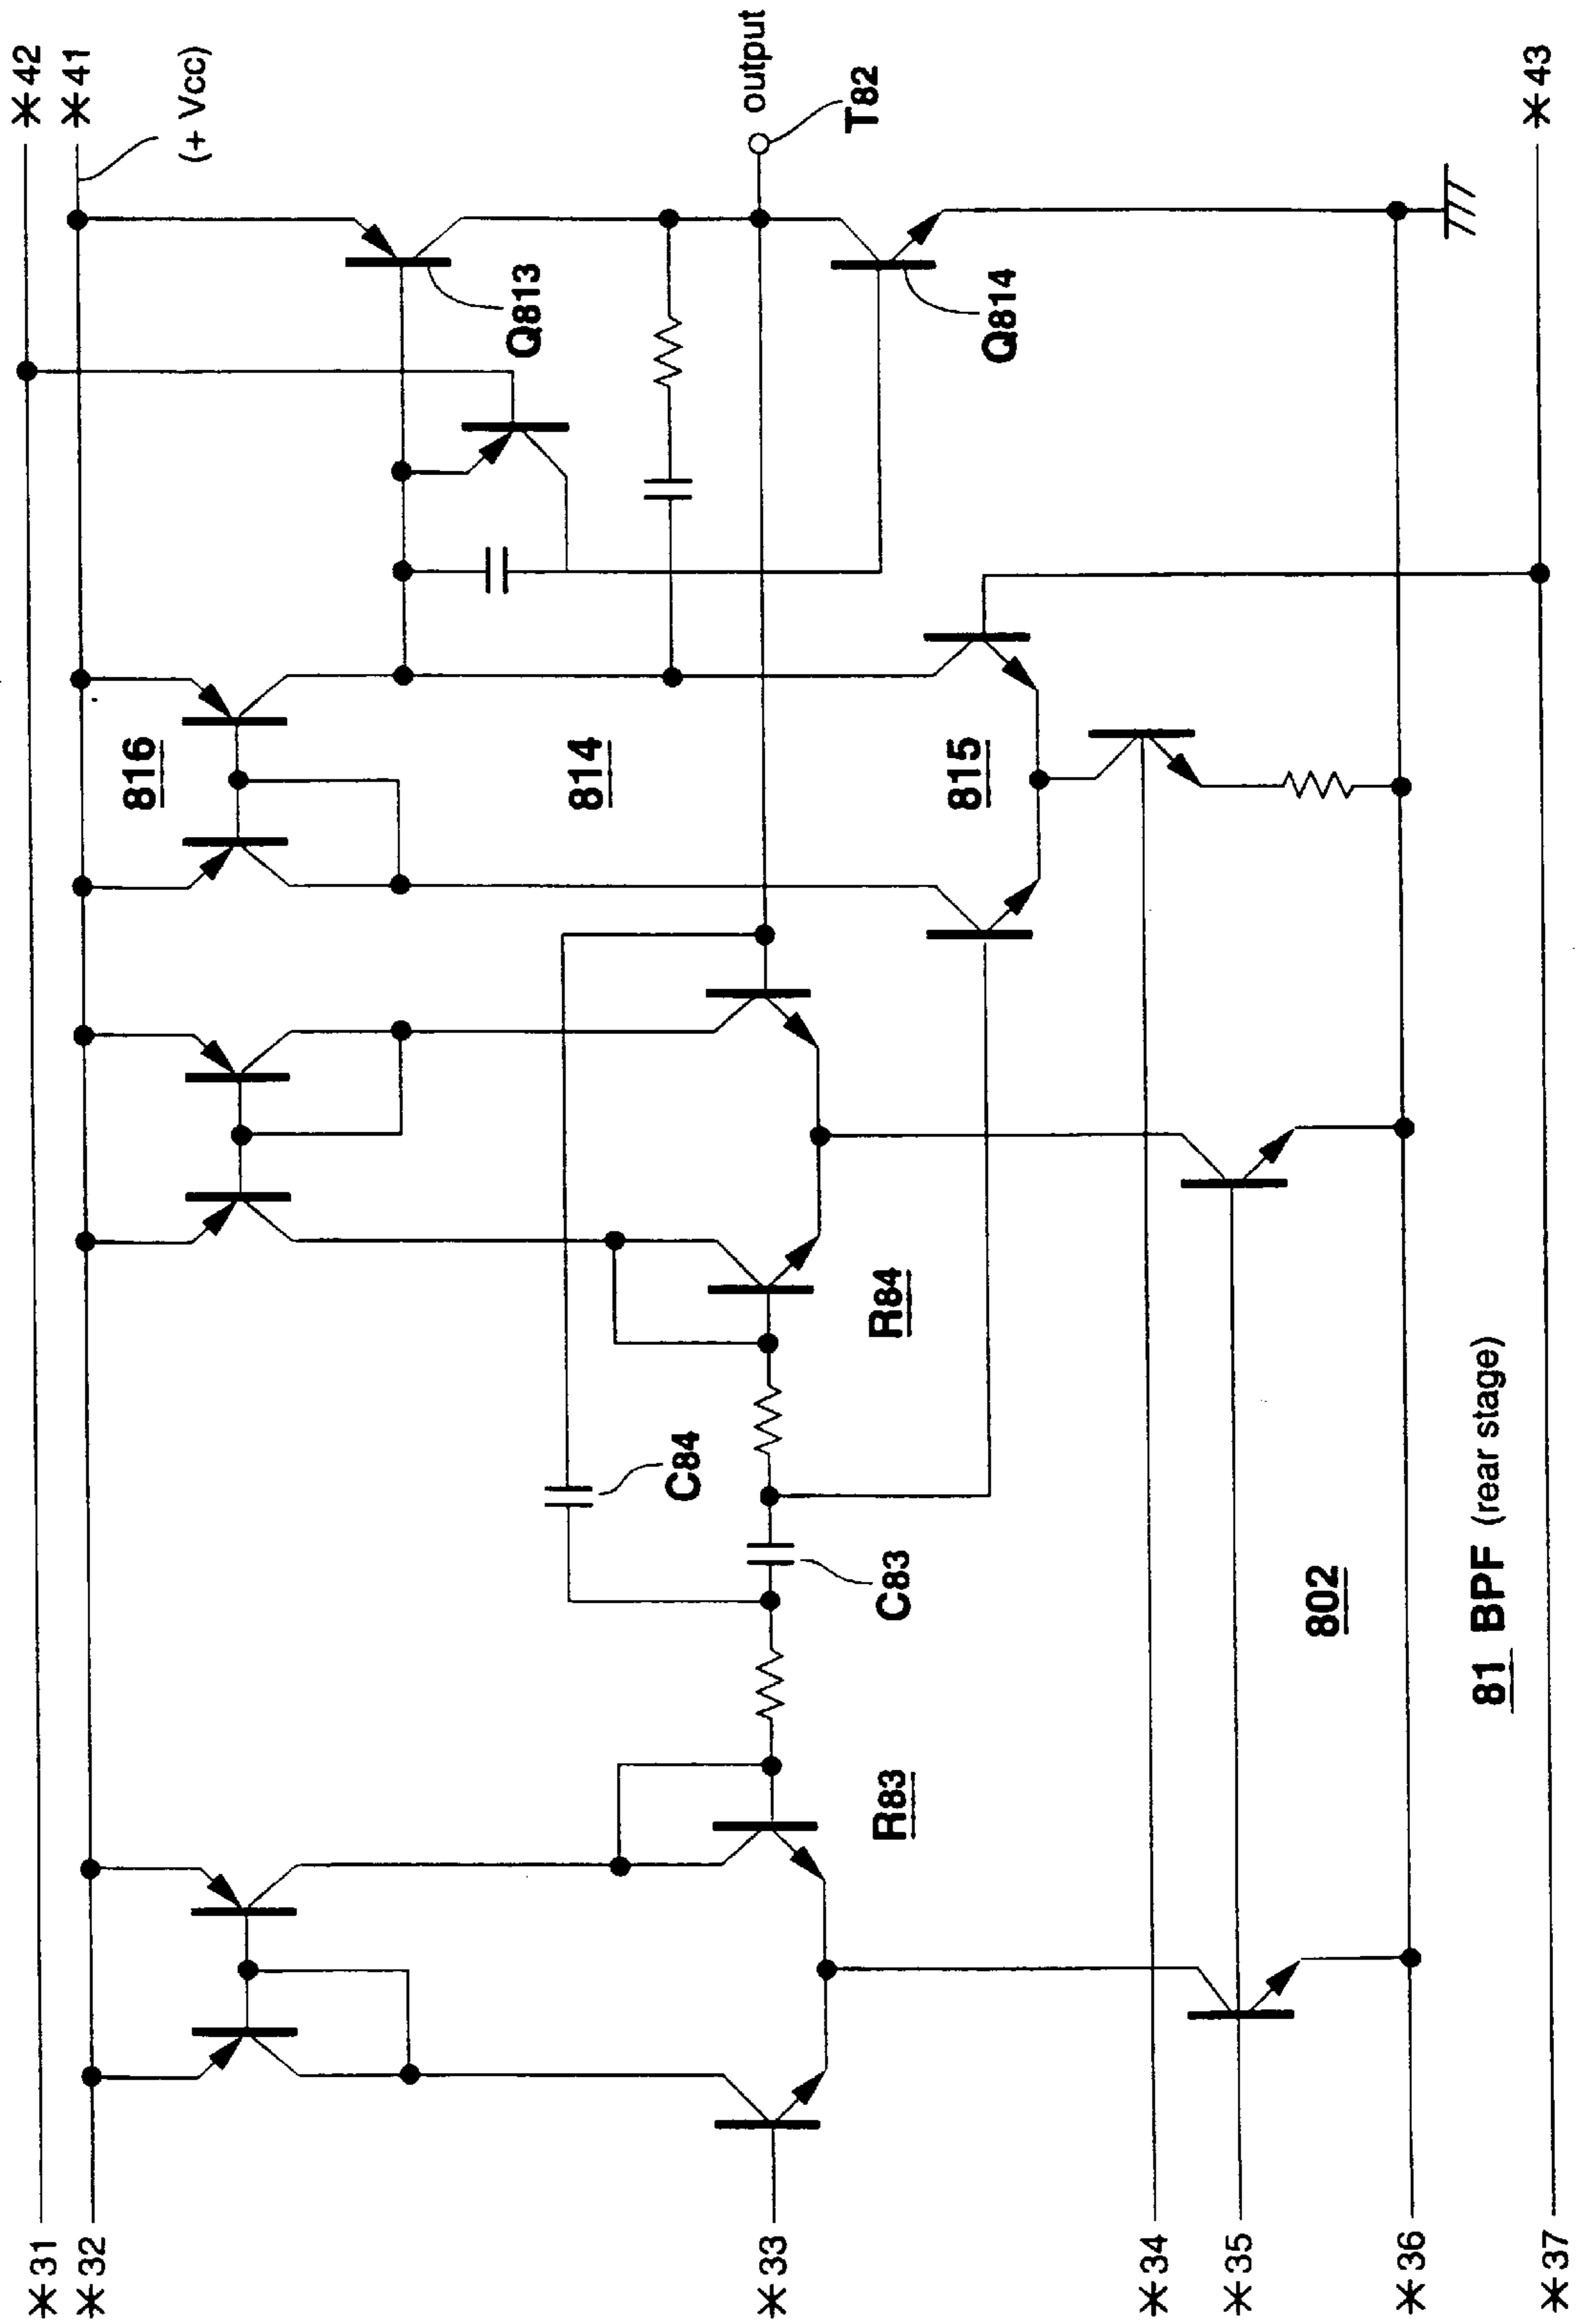 ✳42
✳41
(+ Vcc)
output
T82
✳43
Q813
Q814
816
814
815
R84
C84
C83
802
81 BPF (rear stage)
R83
✳31
✳32
✳33
✳34
✳35
✳36
✳37